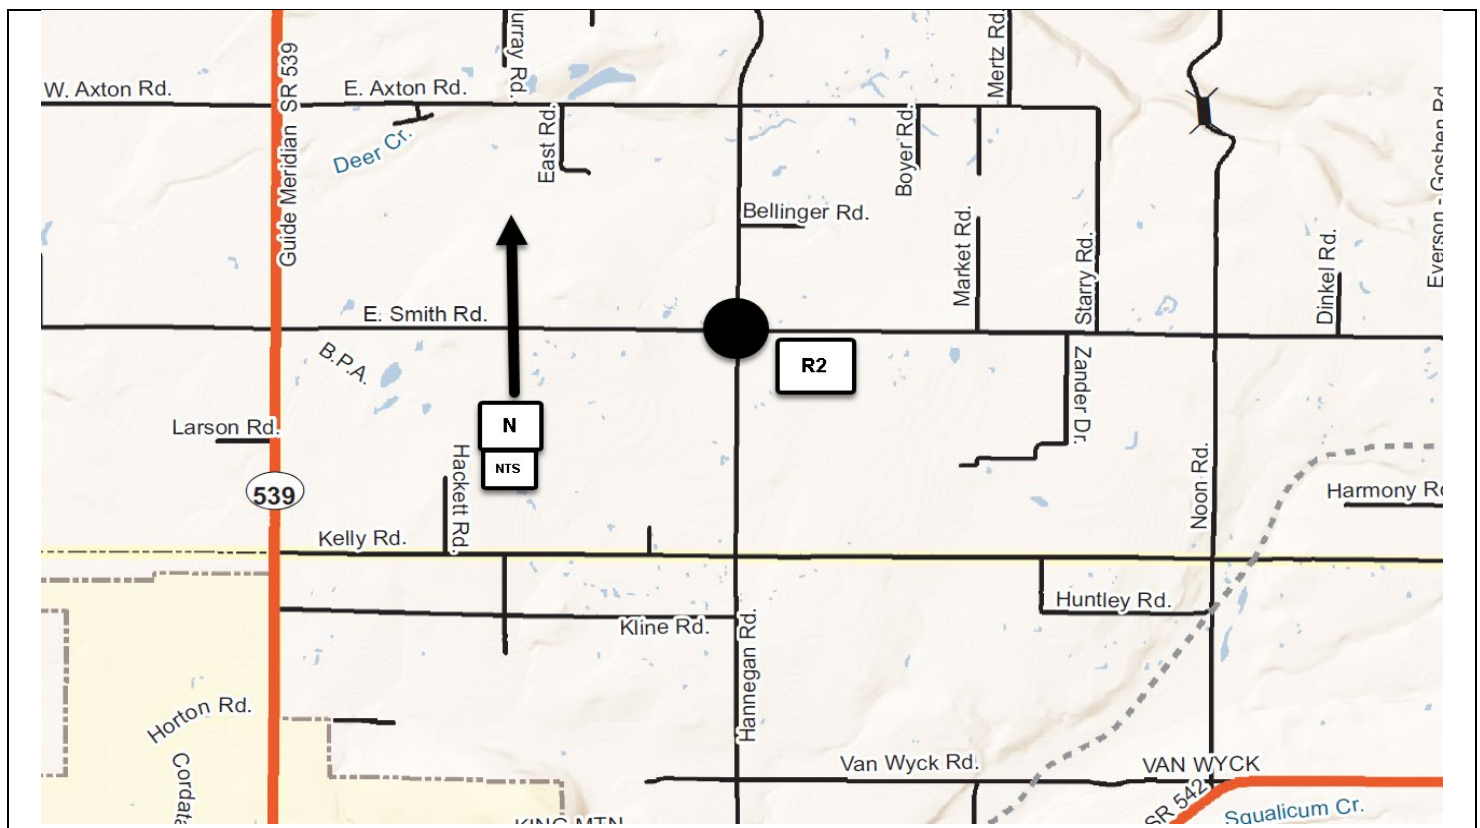 W. Axton Rd.
E. Axton Rd.
SR 539
Guide Meridian
Mertz Rd.
Deer Cr.
East Rd.
Boyer Rd.
Bellinger Rd.
Market Rd.
Starry Rd.
Dinkel Rd.
Everson - Goshen Rd
E. Smith Rd.
B.P.A.
R2
N
NTS
Larson Rd.
539
Hackett Rd.
Zander Dr.
Noon Rd.
Harmony
Kelly Rd.
Huntley Rd.
Kline Rd.
Hannegan Rd.
Horton Rd.
Cordata
Van Wyck Rd.
VAN WYCK
SR 542
Squalicum Cr.